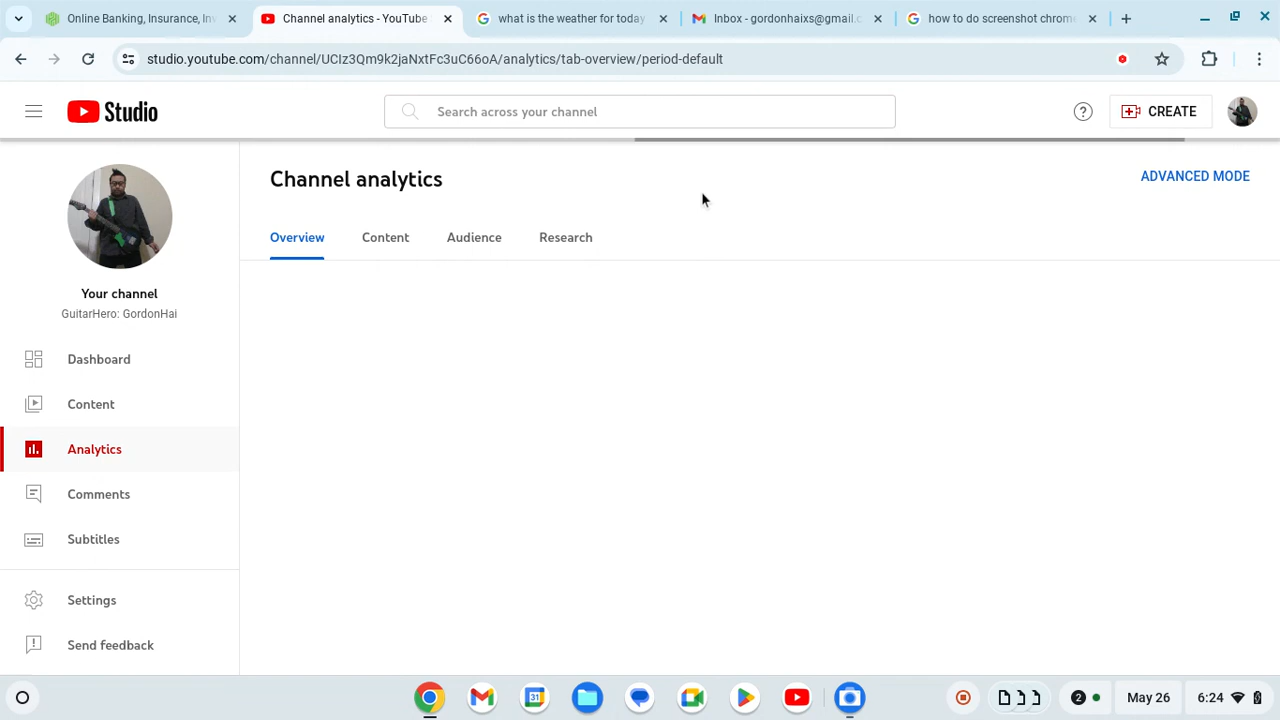 Online Banking, Insurance, Inv
Channel analytics - YouTube
what is the weather for today
Inbox - gordonhaixs@gmail.c
how to do screenshot chrom
studio.youtube.com/channel/UCIz3Qm9k2jaNxtFc3uC66oA/analytics/tab-overview/period-default
Studio
Search across your channel
CREATE
Channel analytics
ADVANCED MODE
Overview
Content
Audience
Research
Your channel
GuitarHero: GordonHai
Dashboard
Content
Analytics
Comments
Subtitles
Settings
Send feedback
31
2
May 26
6:24